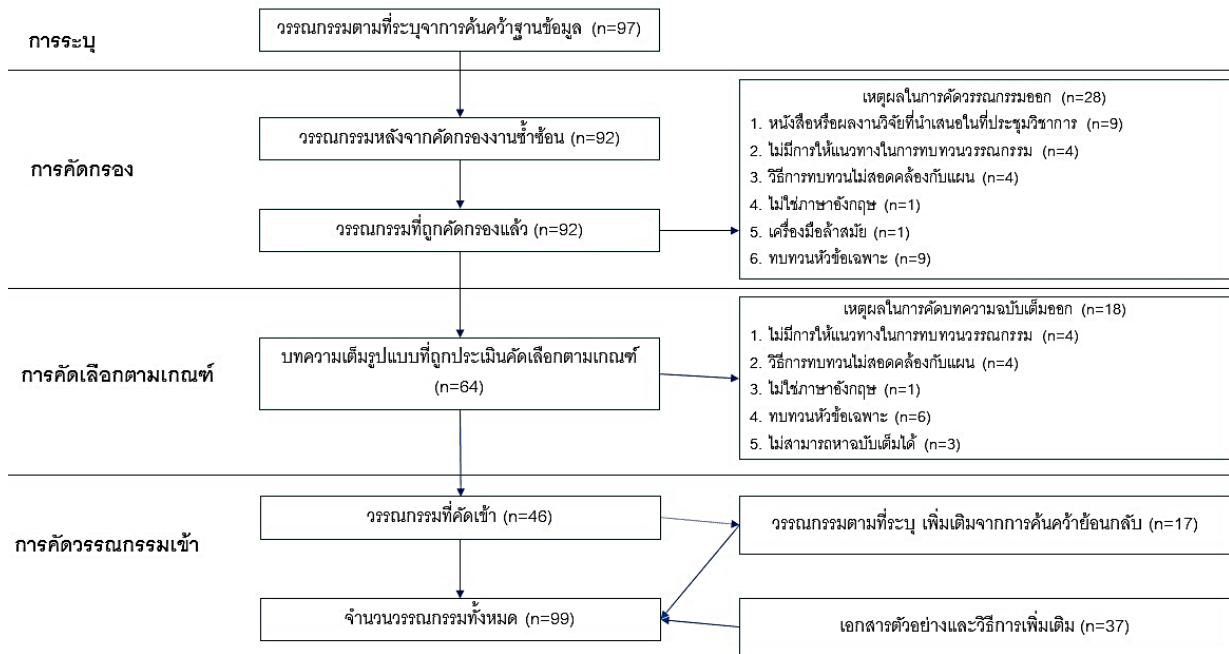 การระบุ
วรรณกรรมตามที่ระบุจาการค้นคว้าฐานข้อมูล (n=97)
การคัดกรอง
วรรณกรรมหลังจากคัดกรองงานซ้ำซ้อน (n=92)
วรรณกรรมที่ถูกคัดกรองแล้ว (n=92)
เหตุผลในการคัดวรรณกรรมออก (n=28)
1. หนังสือหรือผลงานวิจัยที่นำเสนอในที่ประชุมวิชาการ (n=9)
2. ไม่มีการให้แนวทางในการทบทวนวรรณกรรม (n=4)
3. วิธีการทบทวนไม่สอดคล้องกับแผน (n=4)
4. ไม่ใช่ภาษาอังกฤษ (n=1)
5. เครื่องมือล้าสมัย (n=1)
6. ทบทวนหัวข้อเฉพาะ (n=9)
การคัดเลือกตามเกณฑ์
บทความเต็มรูปแบบที่ถูกประเมินคัดเลือกตามเกณฑ์
(n=64)
เหตุผลในการคัดบทความฉบับเต็มออก (n=18)
1. ไม่มีการให้แนวทางในการทบทวนวรรณกรรม (n=4)
2. วิธีการทบทวนไม่สอดคล้องกับแผน (n=4)
3. ไม่ใช่ภาษาอังกฤษ (n=1)
4. ทบทวนหัวข้อเฉพาะ (n=6)
5. ไม่สามารถหาฉบับเต็มได้ (n=3)
การคัดวรรณกรรมเข้า
วรรณกรรมที่คัดเข้า (n=46)
วรรณกรรมตามที่ระบุ เพิ่มเติมจากการค้นคว้าย้อนกลับ (n=17)
จำนวนวรรณกรรมทั้งหมด (n=99)
เอกสารตัวอย่างและวิธีการเพิ่มเติม (n=37)